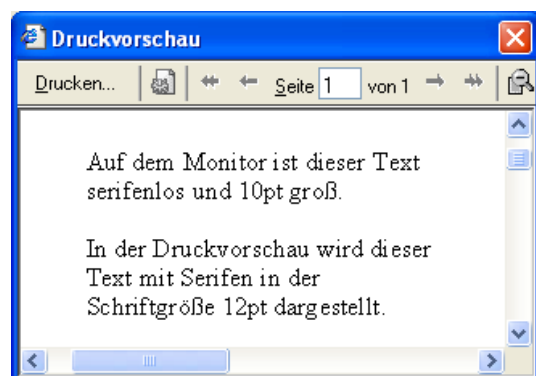 Druckvorschau
Drucken... Seite 1 von 1
Auf dem Monitor ist dieser Text
serifenlos und 10pt groß.
In der Druckvorschau wird dieser
Text mit Serifen in der
Schriftgröße 12pt dargestellt.